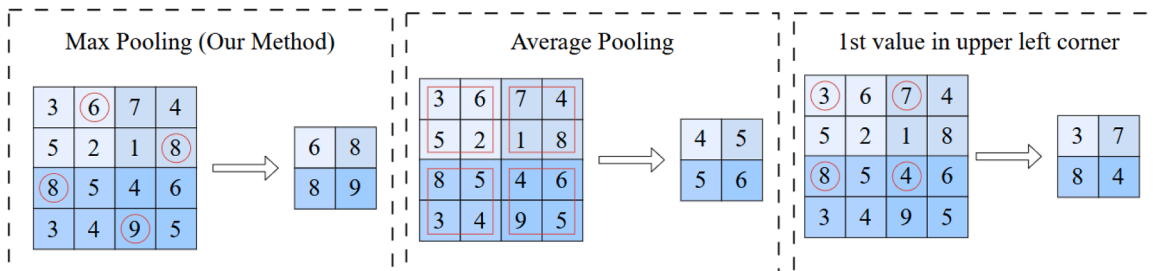 Max Pooling (Our Method)
3 6 7 4
5 2 1 8
8 5 4 6
3 4 9 5
6 8
8 9
Average Pooling
3 6 7 4
5 2 1 8
8 5 4 6
3 4 9 5
4 5
5 6
1st value in upper left corner
3 6 7 4
5 2 1 8
8 5 4 6
3 4 9 5
3 7
8 4